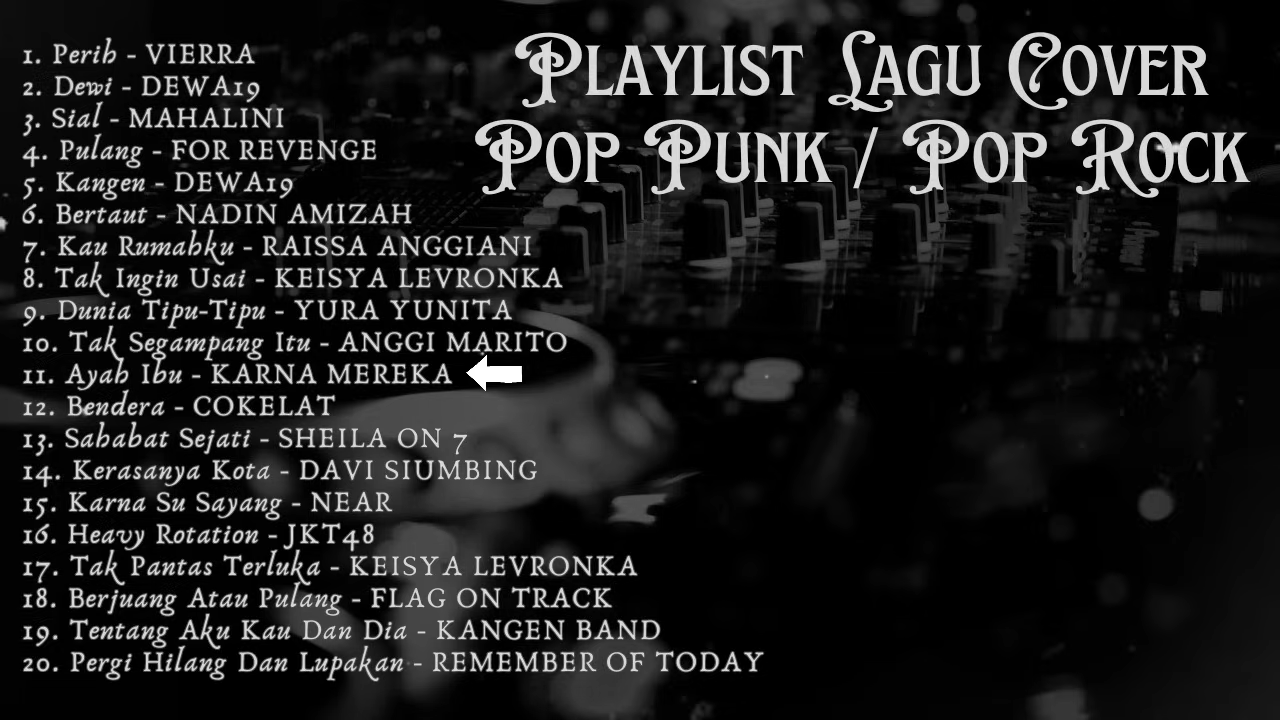 Playlist Lagu Cover
Pop Punk / Pop Rock
1. Perih - VIERRA
2. Dewi - DEWA19
3. Sial - MAHALINI
4. Pulang - FOR REVENGE
5. Kangen - DEWA19
6. Bertaut - NADIN AMIZAH
7. Kau Rumahku - RAISSA ANGGIANI
8. Tak Ingin Usai - KEISYA LEVRONKA
9. Dunia Tipu-Tipu - YURA YUNITA
10. Tak Segampang Itu - ANGGI MARITO
11. Ayah Ibu - KARNA MEREKA
12. Bendera - COKELAT
13. Sahabat Sejati - SHEILA ON 7
14. Kerasanya Kota - DAVI SIUMBING
15. Karna Su Sayang - NEAR
16. Heavy Rotation - JKT48
17. Tak Pantas Terluka - KEISYA LEVRONKA
18. Berjuang Atau Pulang - FLAG ON TRACK
19. Tentang Aku Kau Dan Dia - KANGEN BAND
20. Pergi Hilang Dan Lupakan - REMEMBER OF TODAY